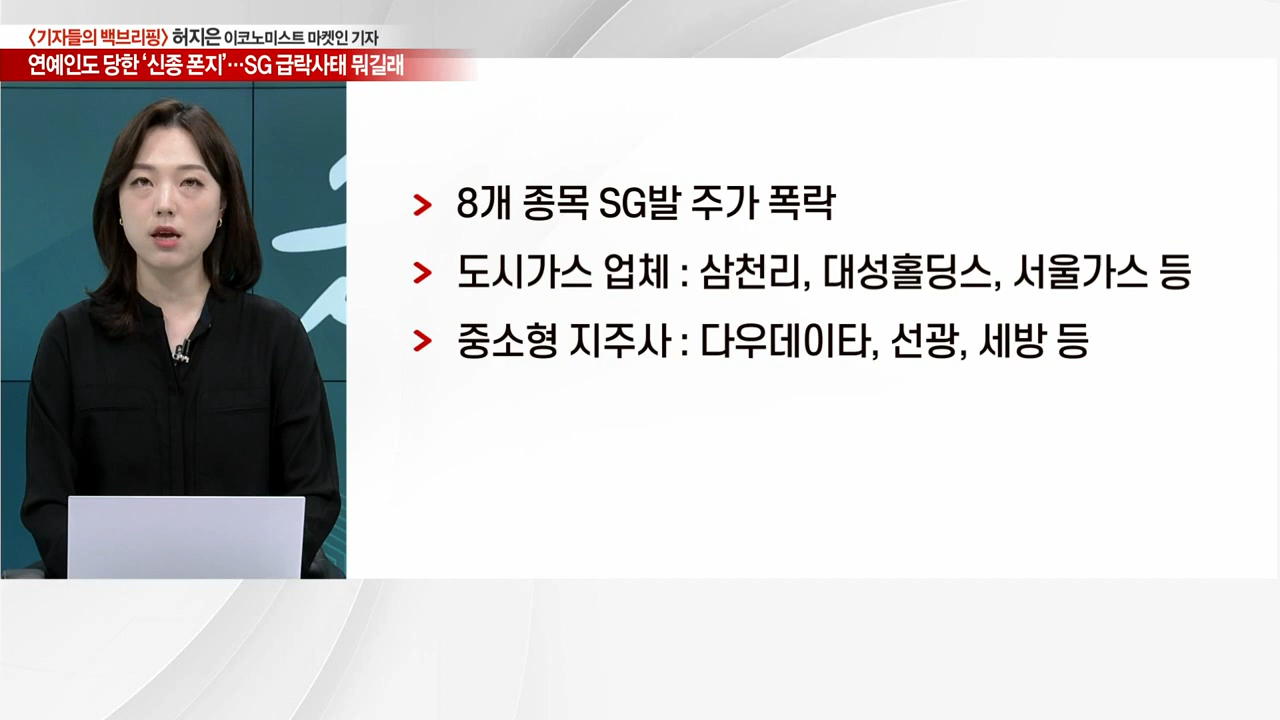 <기자들의 백브리핑> 허지은 이코노미스트 마켓인 기자
연예인도 당한 ‘신종 폰지’…SG 급락사태 뭐길래
> 8개 종목 SG발 주가 폭락
> 도시가스 업체 : 삼천리, 대성홀딩스, 서울가스 등
> 중소형 지주사 : 다우데이타, 선광, 세방 등